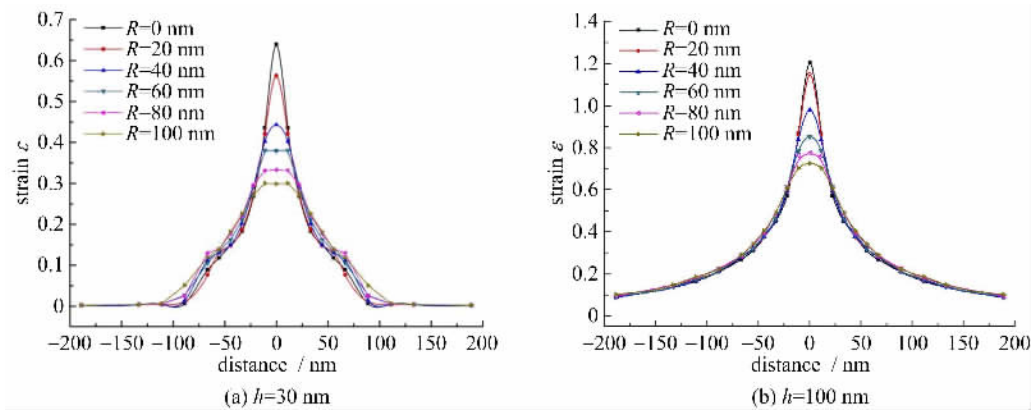 0.7
0.6
0.5
0.4
0.3
0.2
0.1
0
strain ε
R=0 nm
R=20 nm
R=40 nm
R=60 nm
R=80 nm
R=100 nm
−200 −150 −100 −50 0 50 100 150 200
distance / nm
(a) h=30 nm
1.4
1.2
1.0
0.8
0.6
0.4
0.2
0
strain ε
R=0 nm
R=20 nm
R=40 nm
R=60 nm
R=80 nm
R=100 nm
−200 −150 −100 −50 0 50 100 150 200
distance / nm
(b) h=100 nm